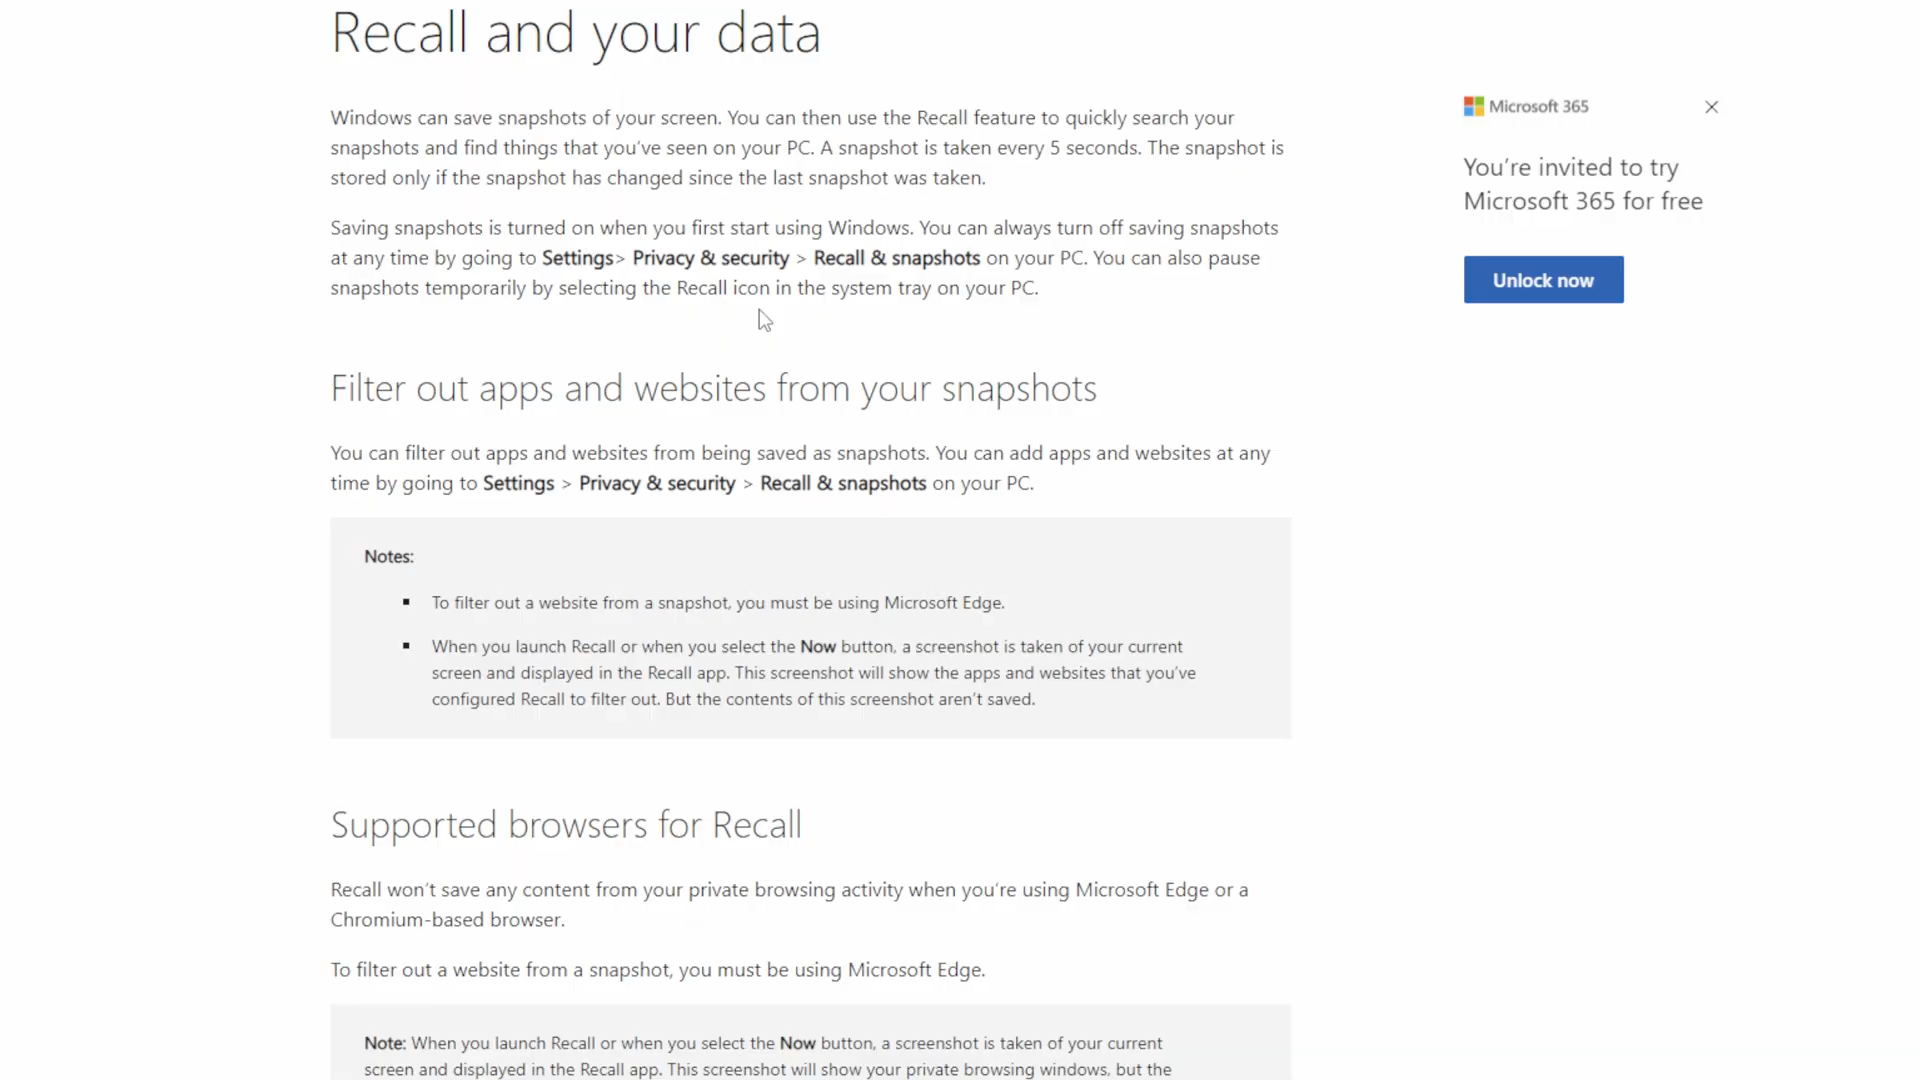 Recall and your data
Windows can save snapshots of your screen. You can then use the Recall feature to quickly search your
snapshots and find things that you've seen on your PC. A snapshot is taken every 5 seconds. The snapshot is
stored only if the snapshot has changed since the last snapshot was taken.
Saving snapshots is turned on when you first start using Windows. You can always turn off saving snapshots
at any time by going to Settings> Privacy & security > Recall & snapshots on your PC. You can also pause
snapshots temporarily by selecting the Recall icon in the system tray on your PC.
Filter out apps and websites from your snapshots
You can filter out apps and websites from being saved as snapshots. You can add apps and websites at any
time by going to Settings > Privacy & security > Recall & snapshots on your PC.
Notes:
▪ To filter out a website from a snapshot, you must be using Microsoft Edge.
▪ When you launch Recall or when you select the Now button, a screenshot is taken of your current
screen and displayed in the Recall app. This screenshot will show the apps and websites that you've
configured Recall to filter out. But the contents of this screenshot aren't saved.
Supported browsers for Recall
Recall won't save any content from your private browsing activity when you're using Microsoft Edge or a
Chromium-based browser.
To filter out a website from a snapshot, you must be using Microsoft Edge.
Note: When you launch Recall or when you select the Now button, a screenshot is taken of your current
screen and displayed in the Recall app. This screenshot will show your private browsing windows, but the
Microsoft 365
You're invited to try
Microsoft 365 for free
Unlock now